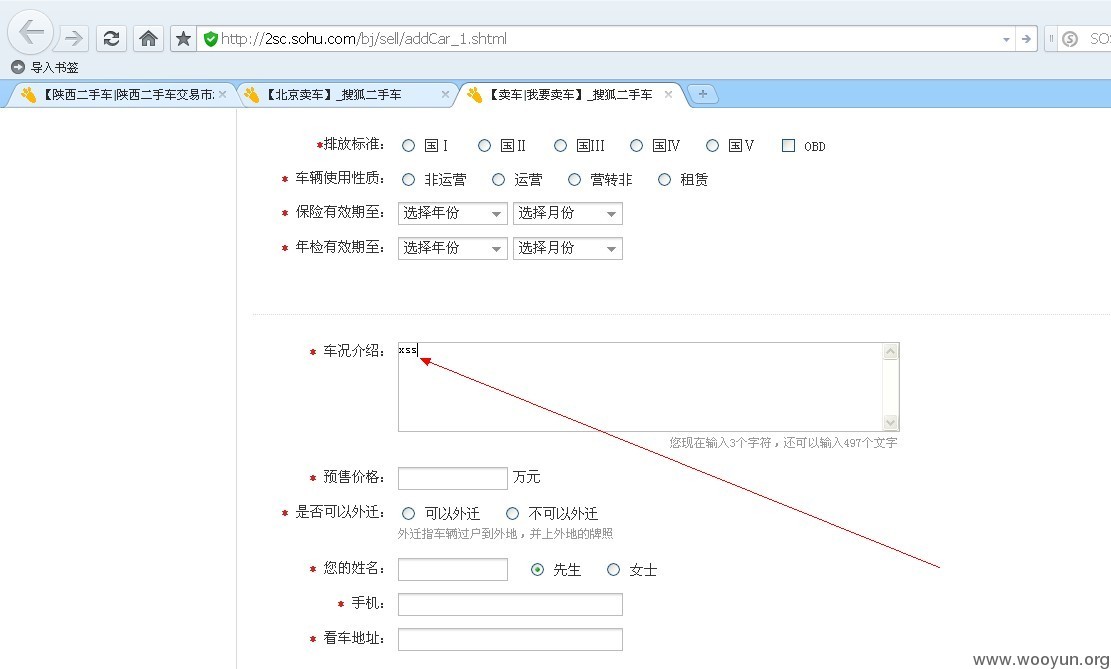 http://2sc.sohu.com/bj/sell/addCar_1.shtml
SO
导入书签
【陕西二手车|陕西二手车交易市
【北京卖车】_搜狐二手车
【卖车|我要卖车】_搜狐二手车
*排放标准: 国Ⅰ 国Ⅱ 国III 国Ⅳ 国Ⅴ OBD
* 车辆使用性质: 非运营 运营 营转非 租赁
* 保险有效期至: 选择年份 选择月份
* 年检有效期至: 选择年份 选择月份
* 车况介绍: xss
您现在输入3个字符，还可以输入497个文字
* 预售价格: 万元
* 是否可以外迁: 可以外迁 不可以外迁
外迁指车辆过户到外地，并上外地的牌照
* 您的姓名: 先生 女士
* 手机:
* 看车地址:
www.wooyun.org